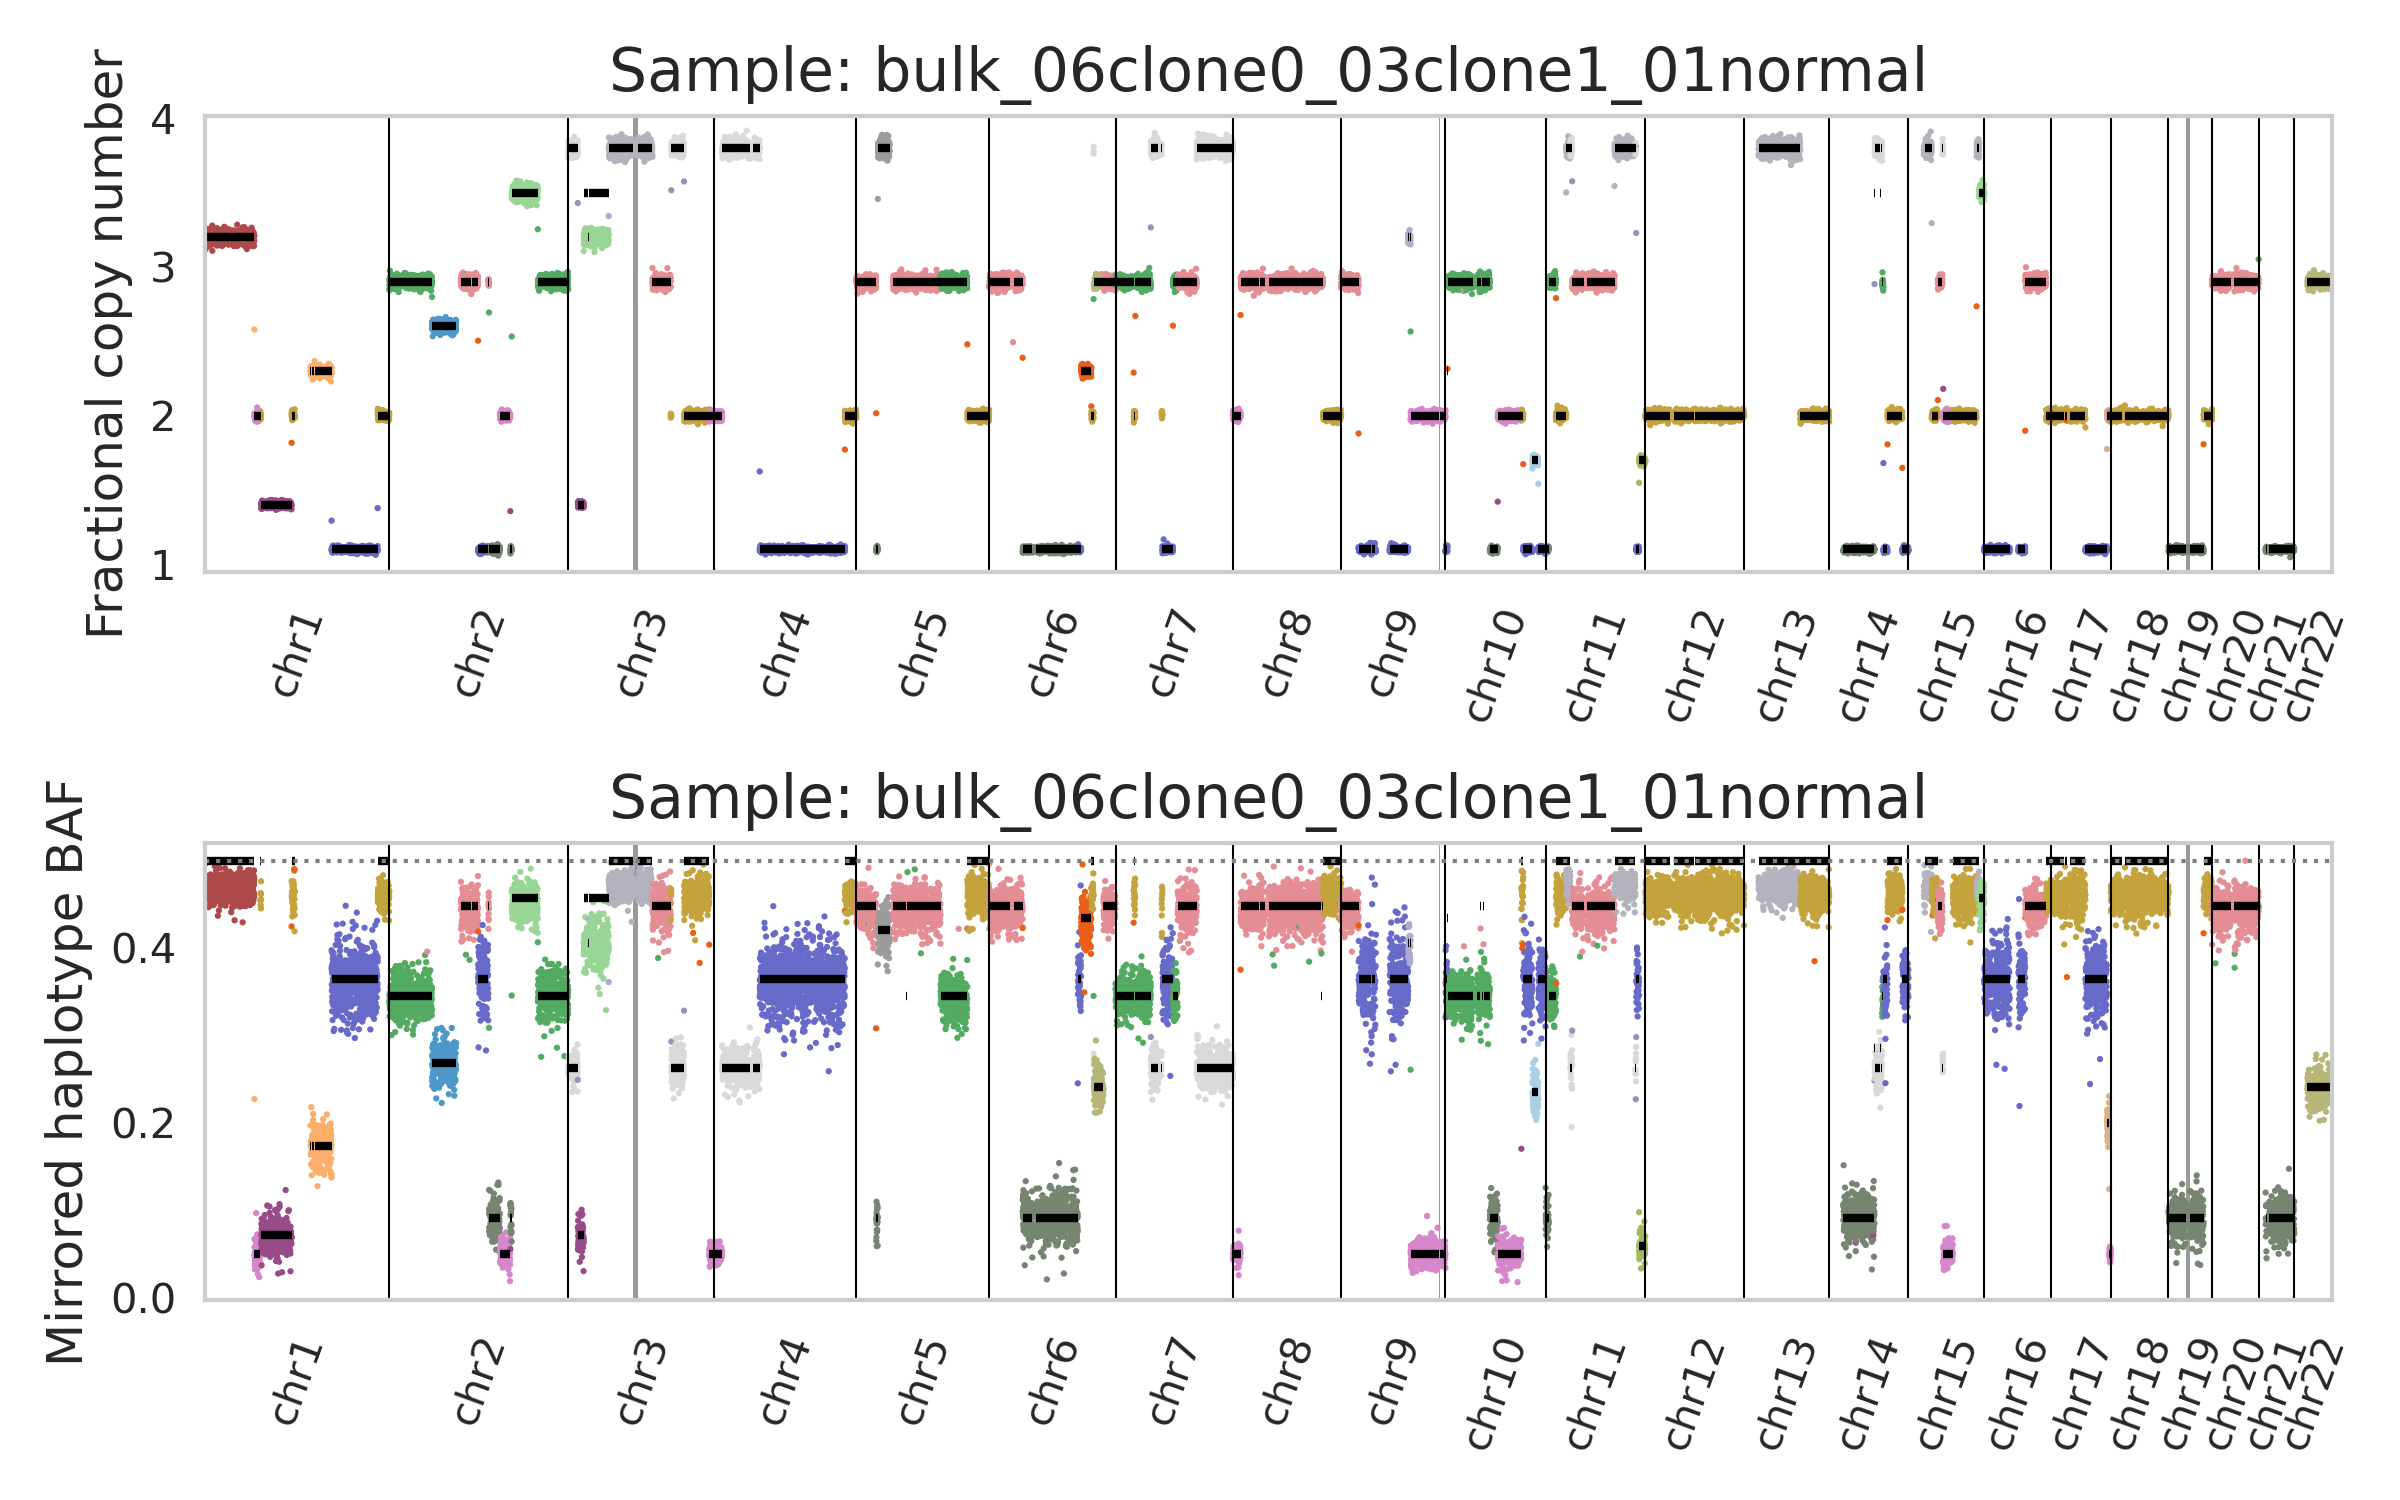 Sample: bulk_06clone0_03clone1_01normal
Fractional copy number
4
3
2
1
chr1
chr2
chr3
chr4
chr5
chr6
chr7
chr8
chr9
chr10
chr11
chr12
chr13
chr14
chr15
chr16
chr17
chr18
chr19
chr20
chr21
chr22
Sample: bulk_06clone0_03clone1_01normal
Mirrored haplotype BAF
0.4
0.2
0.0
chr1
chr2
chr3
chr4
chr5
chr6
chr7
chr8
chr9
chr10
chr11
chr12
chr13
chr14
chr15
chr16
chr17
chr18
chr19
chr20
chr21
chr22